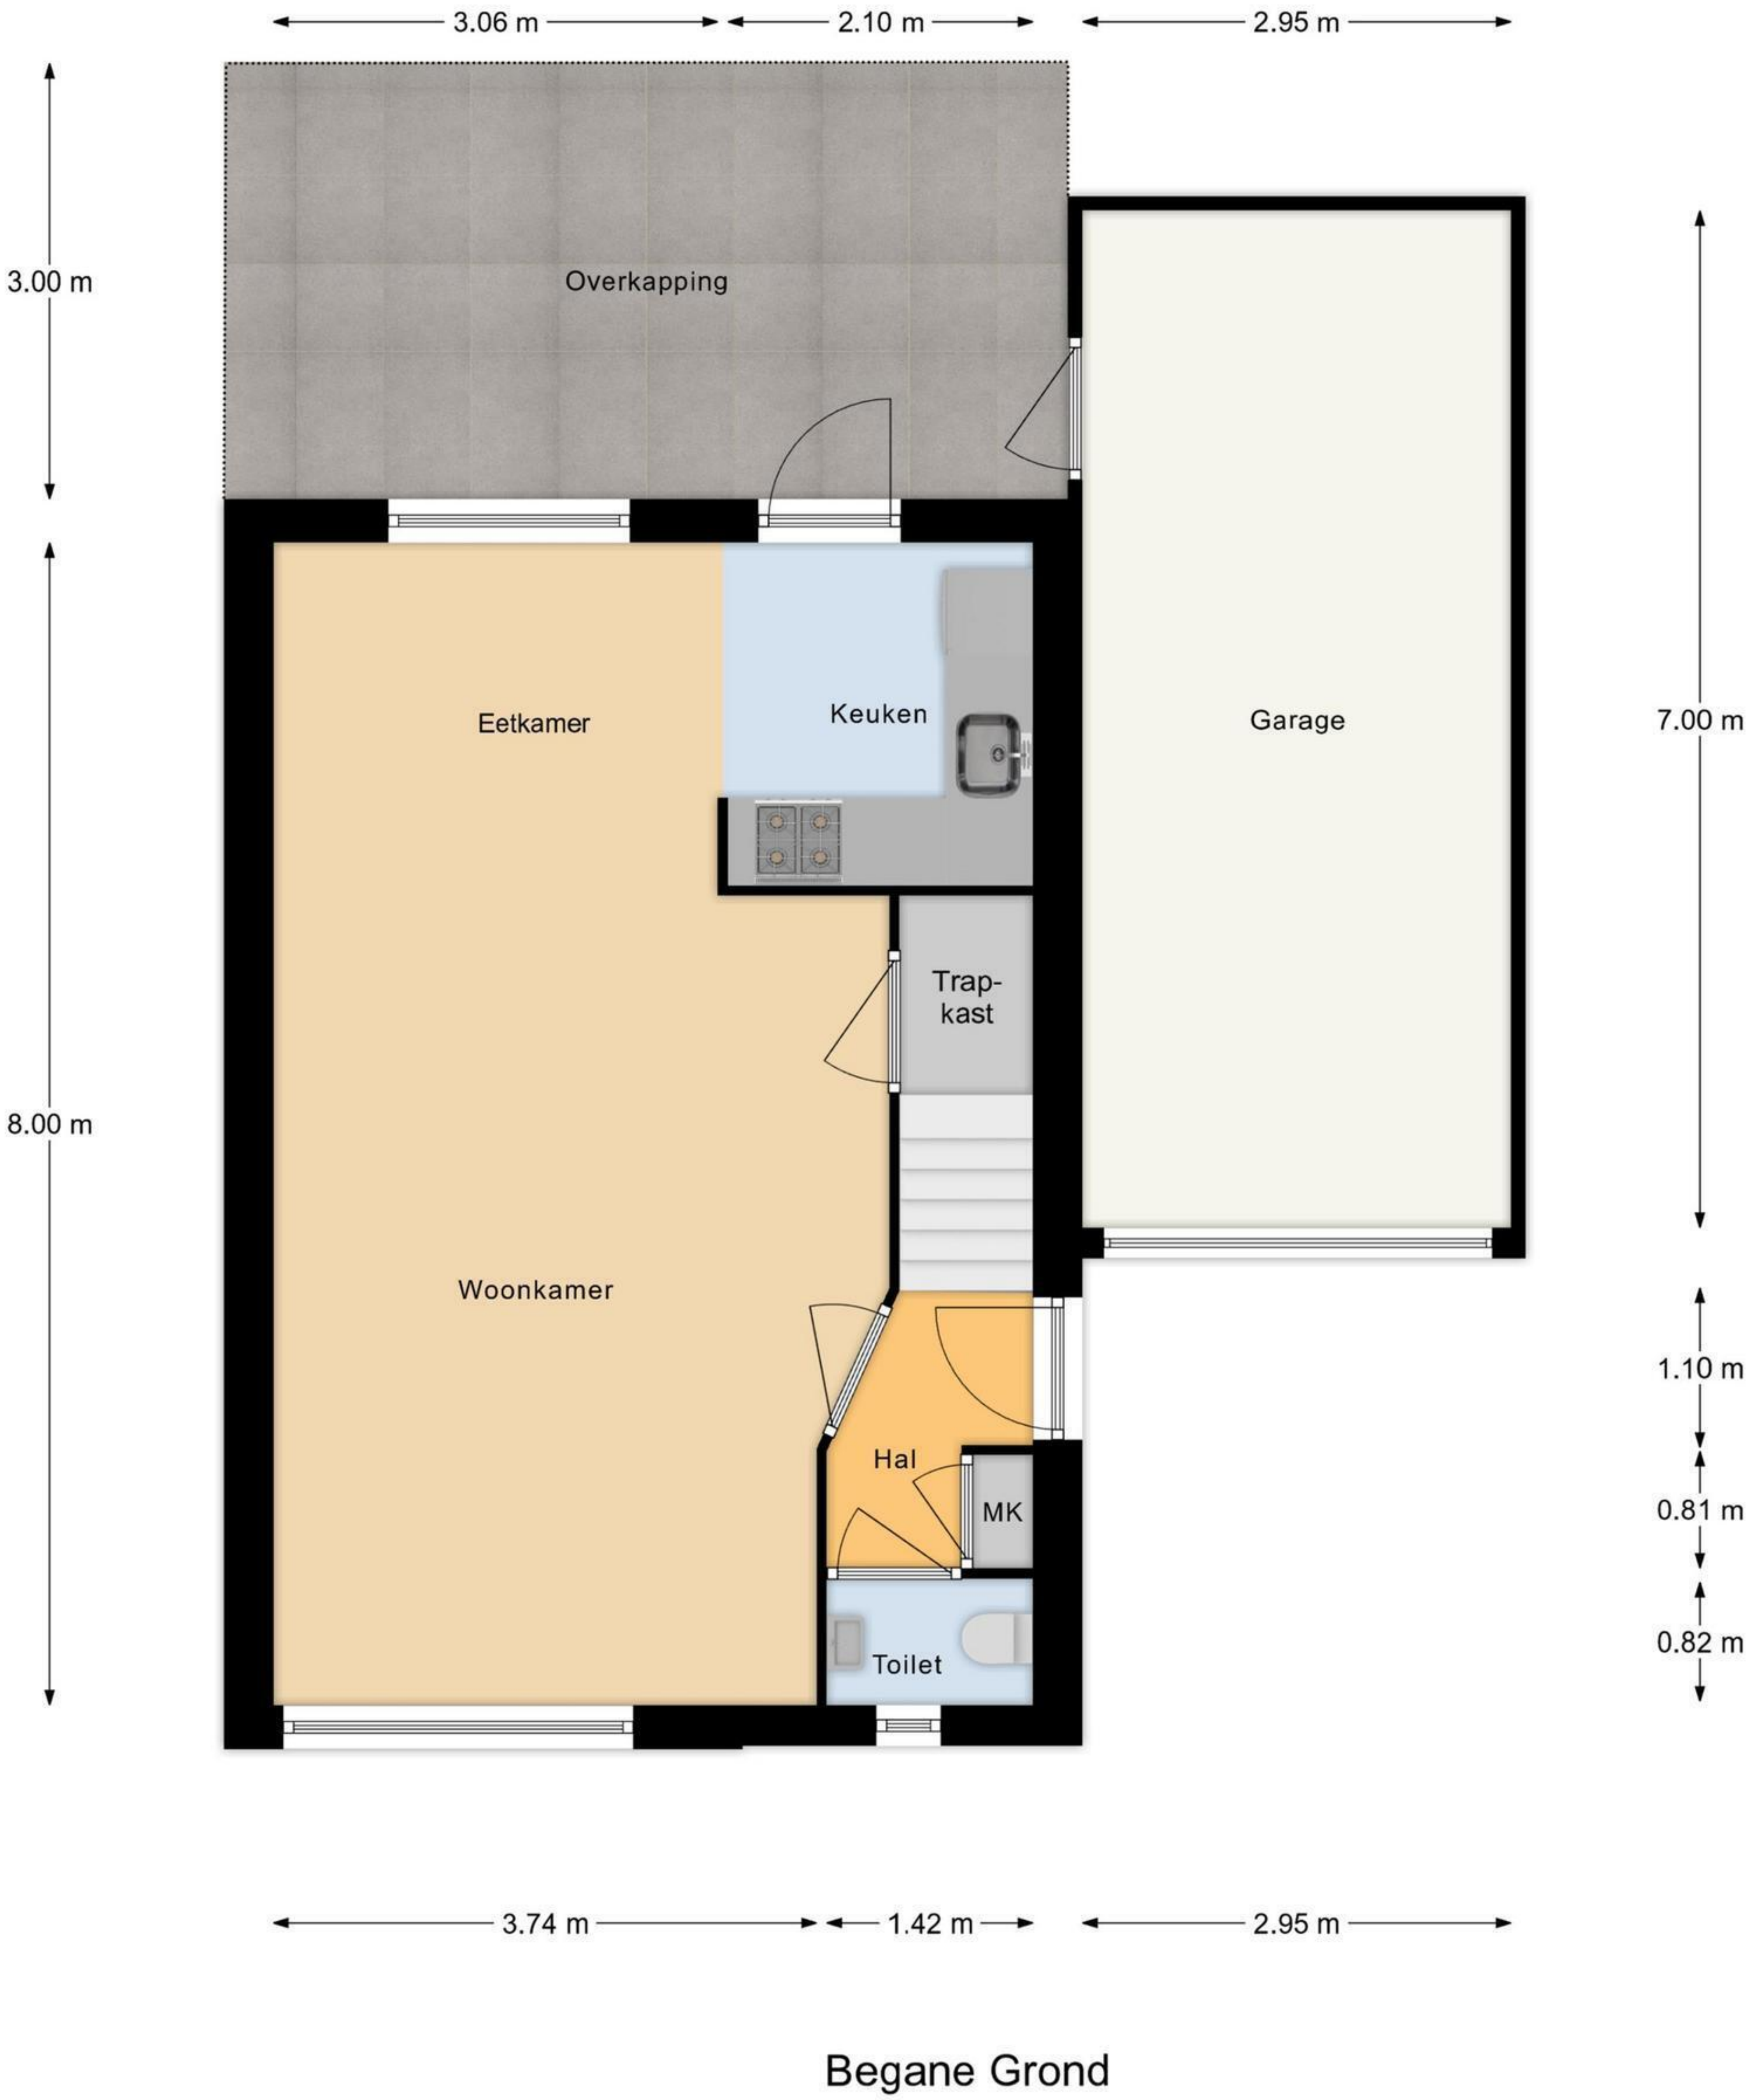 3.06 m
2.10 m
2.95 m
3.00 m
Overkapping
Eetkamer
Keuken
Garage
7.00 m
Trap-
kast
8.00 m
Woonkamer
1.10 m
Hal
MK
0.81 m
Toilet
0.82 m
3.74 m
1.42 m
2.95 m
Begane Grond